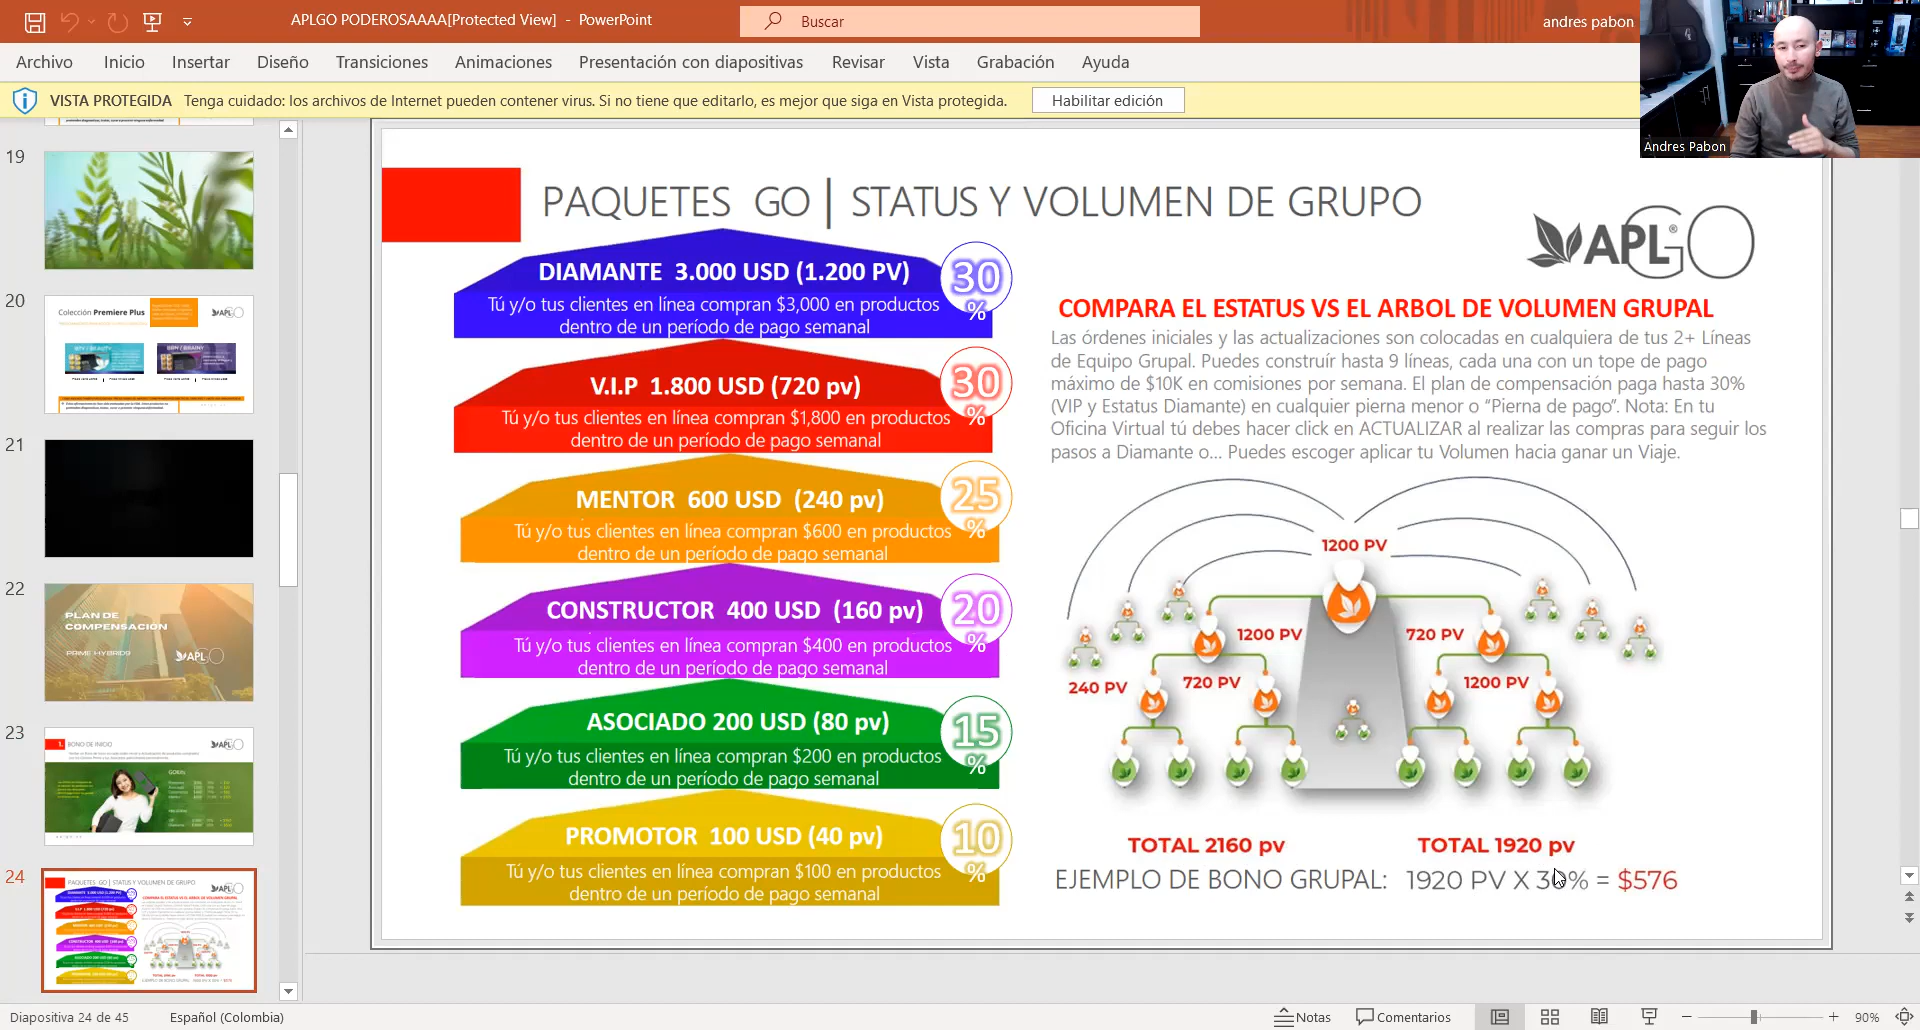 APLGO PODEROSAAAA[Protected View] - PowerPoint
Buscar
andres pabon
Archivo Inicio Insertar Diseño Transiciones Animaciones Presentación con diapositivas Revisar Vista Grabación Ayuda
VISTA PROTEGIDA Tenga cuidado: los archivos de Internet pueden contener virus. Si no tiene que editarlo, es mejor que siga en Vista protegida. Habilitar edición
Andres Pabon
19
20
Colección Premiere Plus
APLGO
21
22
PLAN DE
COMPENSACION
PRIME HYBRID9
APLGO
23
BONO DE INICIO
APLGO
24
PAQUETES GO | STATUS Y VOLUMEN DE GRUPO
APL®GO
DIAMANTE 3.000 USD (1.200 PV)
Tú y/o tus clientes en línea compran $3,000 en productos
dentro de un período de pago semanal
30
%
V.I.P 1.800 USD (720 pv)
Tú y/o tus clientes en línea compran $1,800 en productos
dentro de un período de pago semanal
30
%
MENTOR 600 USD (240 pv)
Tú y/o tus clientes en línea compran $600 en productos
dentro de un período de pago semanal
25
%
CONSTRUCTOR 400 USD (160 pv)
Tú y/o tus clientes en línea compran $400 en productos
dentro de un período de pago semanal
20
%
ASOCIADO 200 USD (80 pv)
Tú y/o tus clientes en línea compran $200 en productos
dentro de un período de pago semanal
15
%
PROMOTOR 100 USD (40 pv)
Tú y/o tus clientes en línea compran $100 en productos
dentro de un período de pago semanal
10
%
COMPARA EL ESTATUS VS EL ARBOL DE VOLUMEN GRUPAL
Las órdenes iniciales y las actualizaciones son colocadas en cualquiera de tus 2+ Líneas
de Equipo Grupal. Puedes construír hasta 9 líneas, cada una con un tope de pago
máximo de $10K en comisiones por semana. El plan de compensación paga hasta 30%
(VIP y Estatus Diamante) en cualquier pierna menor o “Pierna de pago”. Nota: En tu
Oficina Virtual tú debes hacer click en ACTUALIZAR al realizar las compras para seguir los
pasos a Diamante o... Puedes escoger aplicar tu Volumen hacia ganar un Viaje.
1200 PV
1200 PV
720 PV
240 PV
720 PV
1200 PV
TOTAL 2160 pv
TOTAL 1920 pv
EJEMPLO DE BONO GRUPAL: 1920 PV X 30% = $576
Diapositiva 24 de 45
Español (Colombia)
Notas
Comentarios
90%